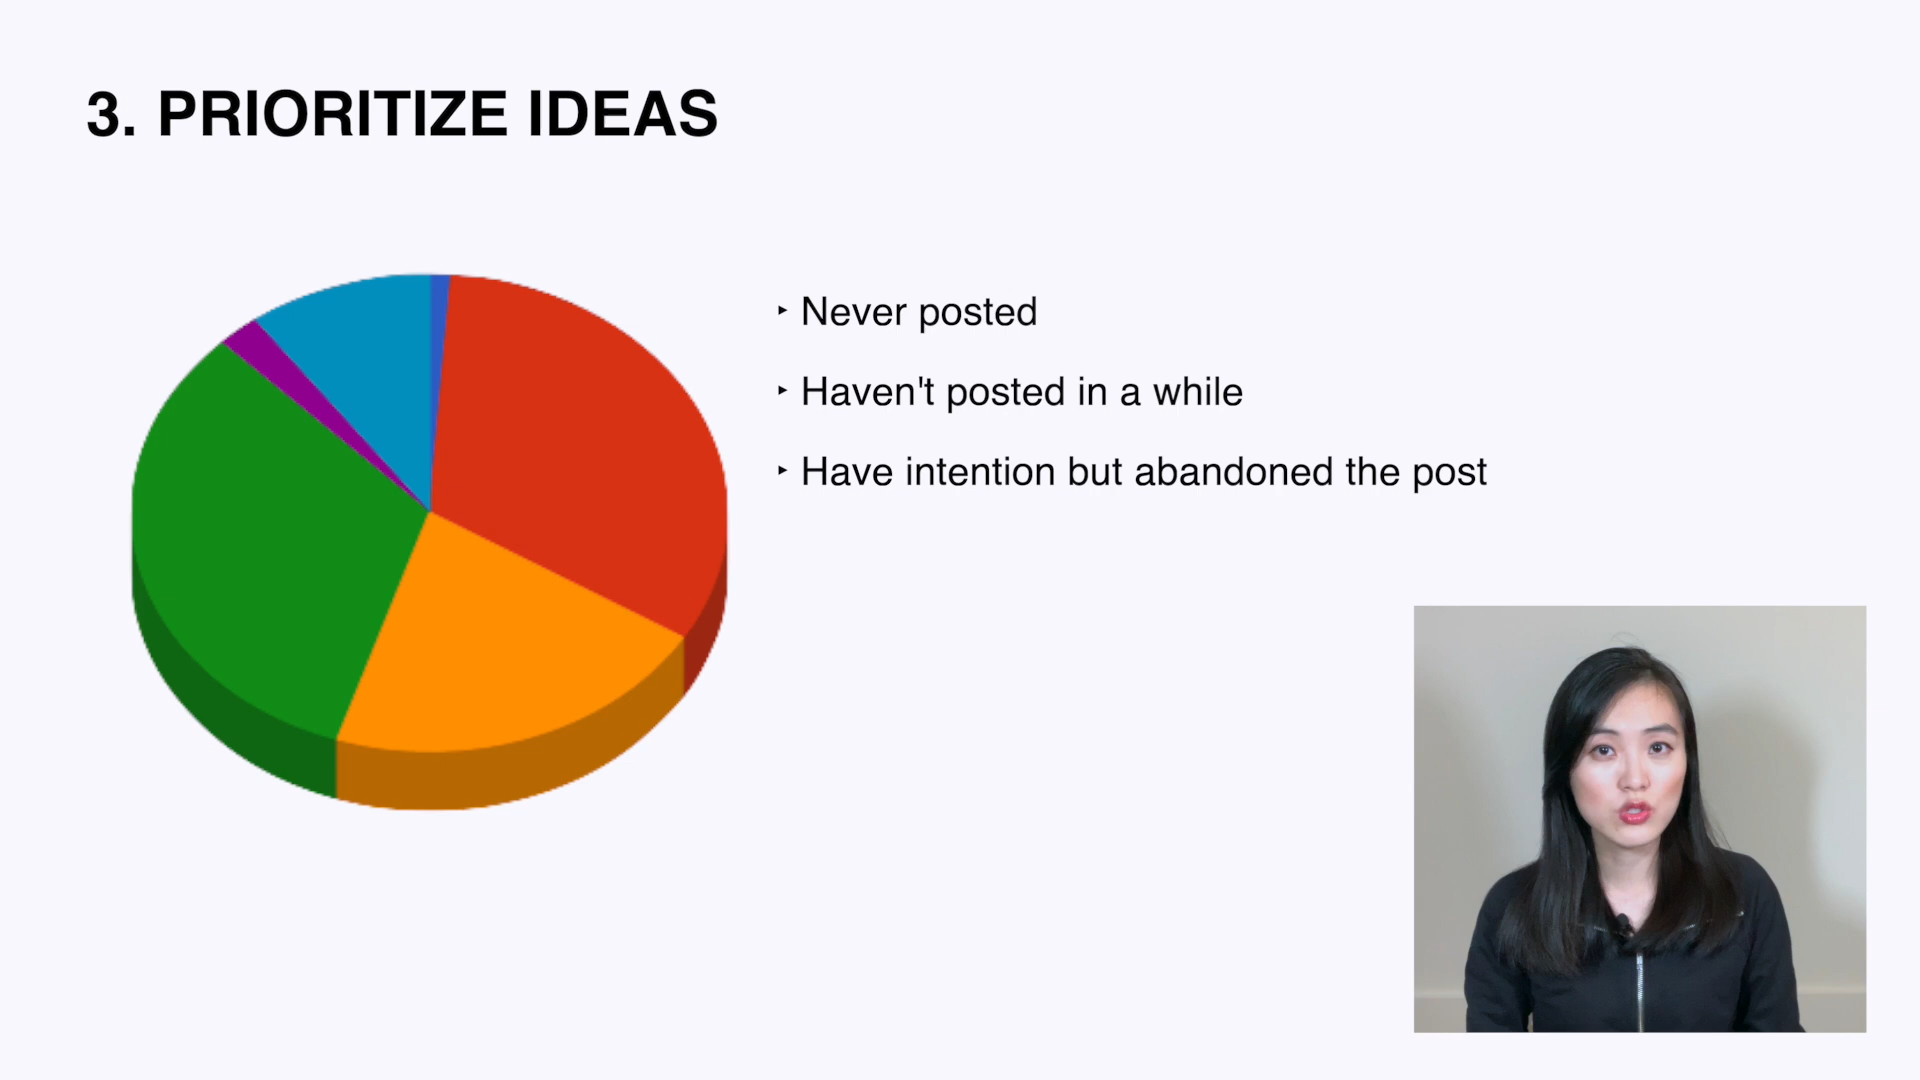 3. PRIORITIZE IDEAS
‣ Never posted
‣ Haven't posted in a while
‣ Have intention but abandoned the post